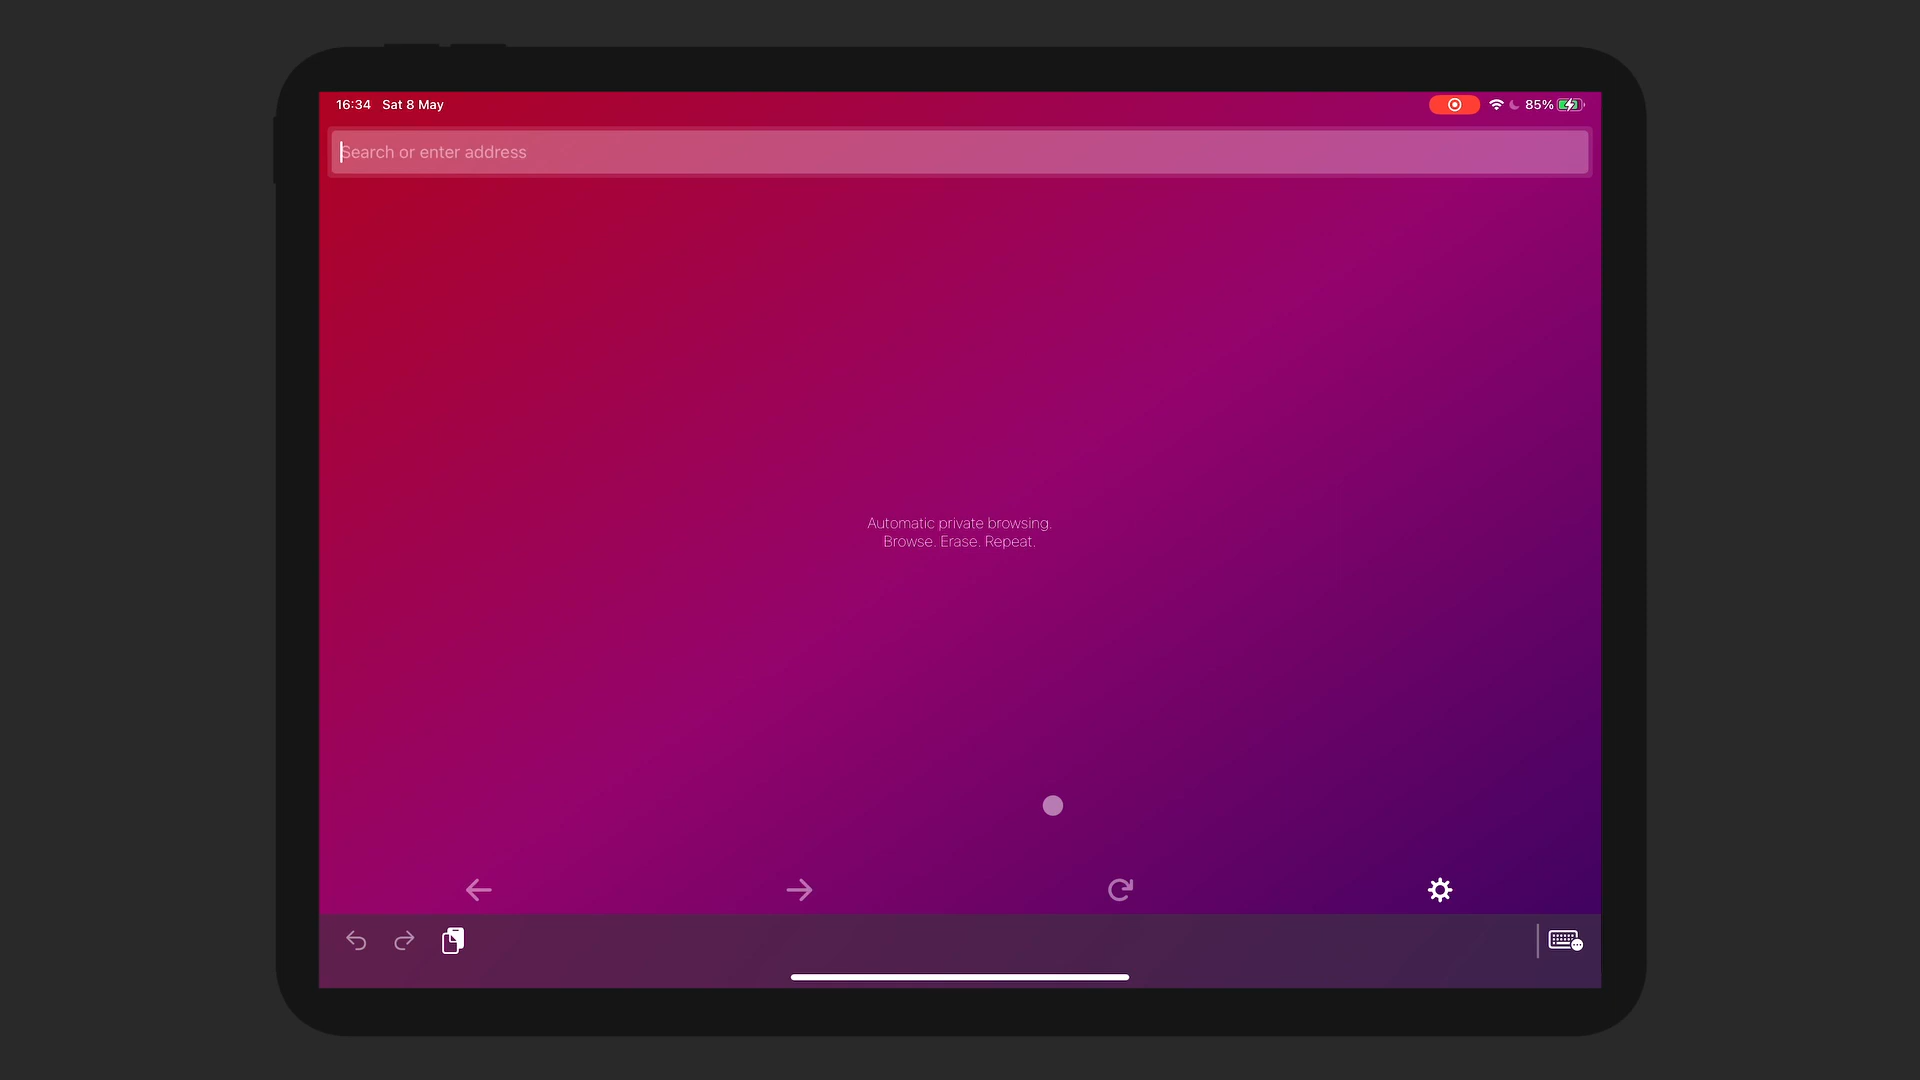 16:34 Sat 8 May
85%
Search or enter address
Automatic private browsing.
Browse. Erase. Repeat.